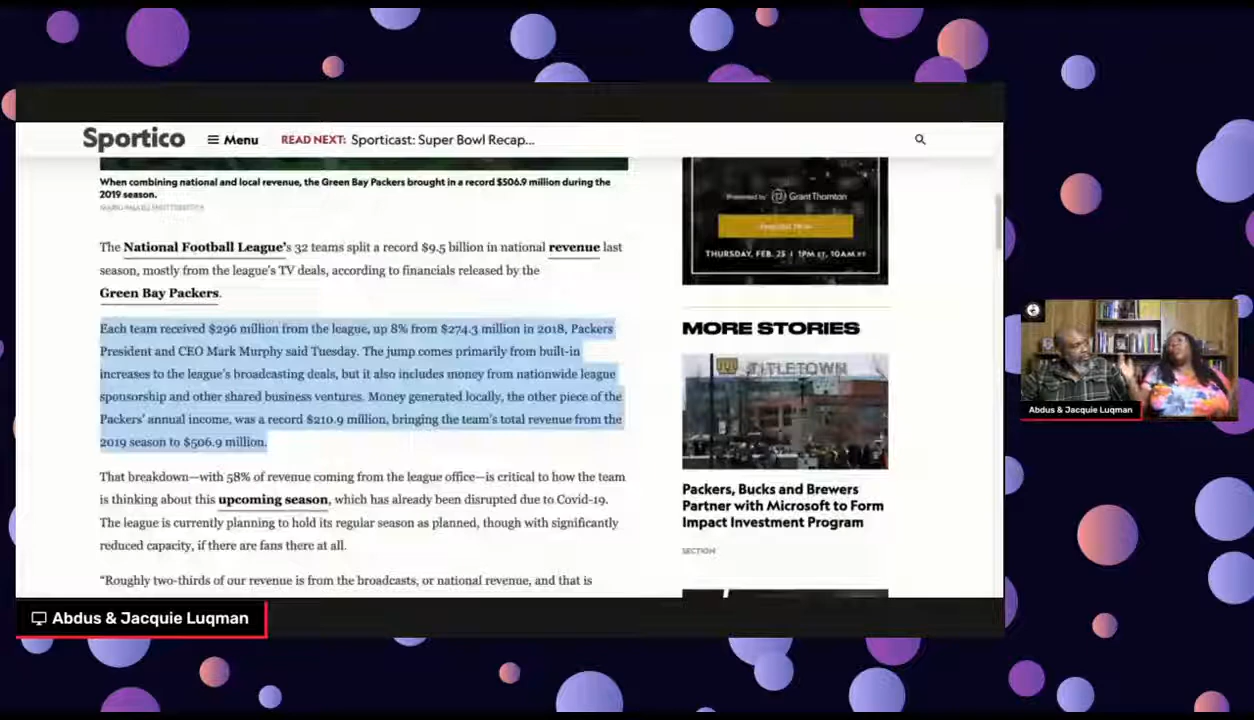 Sportico
Menu
READ NEXT: Sporticast: Super Bowl Recap...
When combining national and local revenue, the Green Bay Packers brought in a record $506.9 million during the
2019 season.
The National Football League's 32 teams split a record $9.5 billion in national revenue last
season, mostly from the league's TV deals, according to financials released by the
Green Bay Packers.
Each team received $296 million from the league, up 8% from $274.3 million in 2018, Packers
President and CEO Mark Murphy said Tuesday. The jump comes primarily from built-in
increases to the league's broadcasting deals, but it also includes money from nationwide league
sponsorship and other shared business ventures. Money generated locally, the other piece of the
Packers' annual income, was a record $210.9 million, bringing the team's total revenue from the
2019 season to $506.9 million.
That breakdown—with 58% of revenue coming from the league office—is critical to how the team
is thinking about this upcoming season, which has already been disrupted due to Covid-19.
The league is currently planning to hold its regular season as planned, though with significantly
reduced capacity, if there are fans there at all.
“Roughly two-thirds of our revenue is from the broadcasts, or national revenue, and that is
Presented by GrantThornton
THURSDAY, FEB. 25 | 1PM ET, 10AM PT
MORE STORIES
TITLETOWN
Packers, Bucks and Brewers
Partner with Microsoft to Form
Impact Investment Program
SECTION
Abdus & Jacquie Luqman
Abdus & Jacquie Luqman